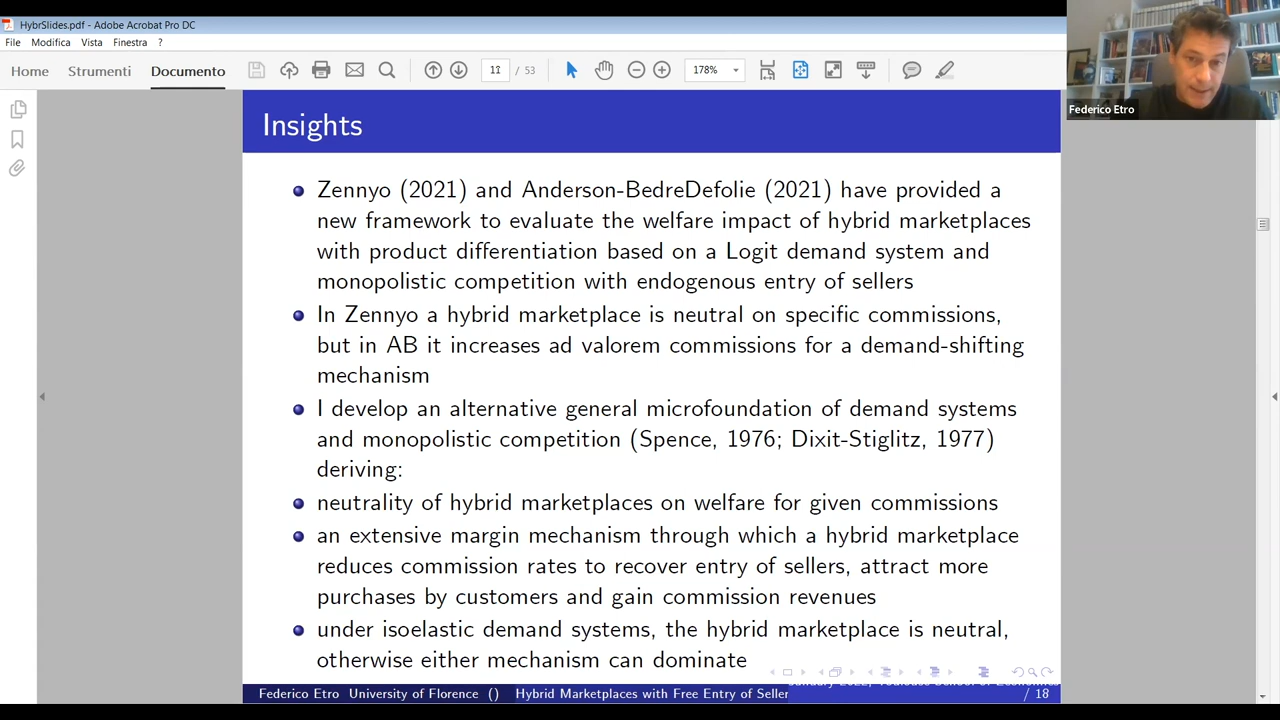 HybrSlides.pdf - Adobe Acrobat Pro DC
File Modifica Vista Finestra ?
Home Strumenti Documento 11 / 53 178%
Federico Etro
Insights
Zennyo (2021) and Anderson-BedreDefolie (2021) have provided a
new framework to evaluate the welfare impact of hybrid marketplaces
with product differentiation based on a Logit demand system and
monopolistic competition with endogenous entry of sellers
In Zennyo a hybrid marketplace is neutral on specific commissions,
but in AB it increases ad valorem commissions for a demand-shifting
mechanism
I develop an alternative general microfoundation of demand systems
and monopolistic competition (Spence, 1976; Dixit-Stiglitz, 1977)
deriving:
neutrality of hybrid marketplaces on welfare for given commissions
an extensive margin mechanism through which a hybrid marketplace
reduces commission rates to recover entry of sellers, attract more
purchases by customers and gain commission revenues
under isoelastic demand systems, the hybrid marketplace is neutral,
otherwise either mechanism can dominate
Federico Etro University of Florence () Hybrid Marketplaces with Free Entry of Seller / 18